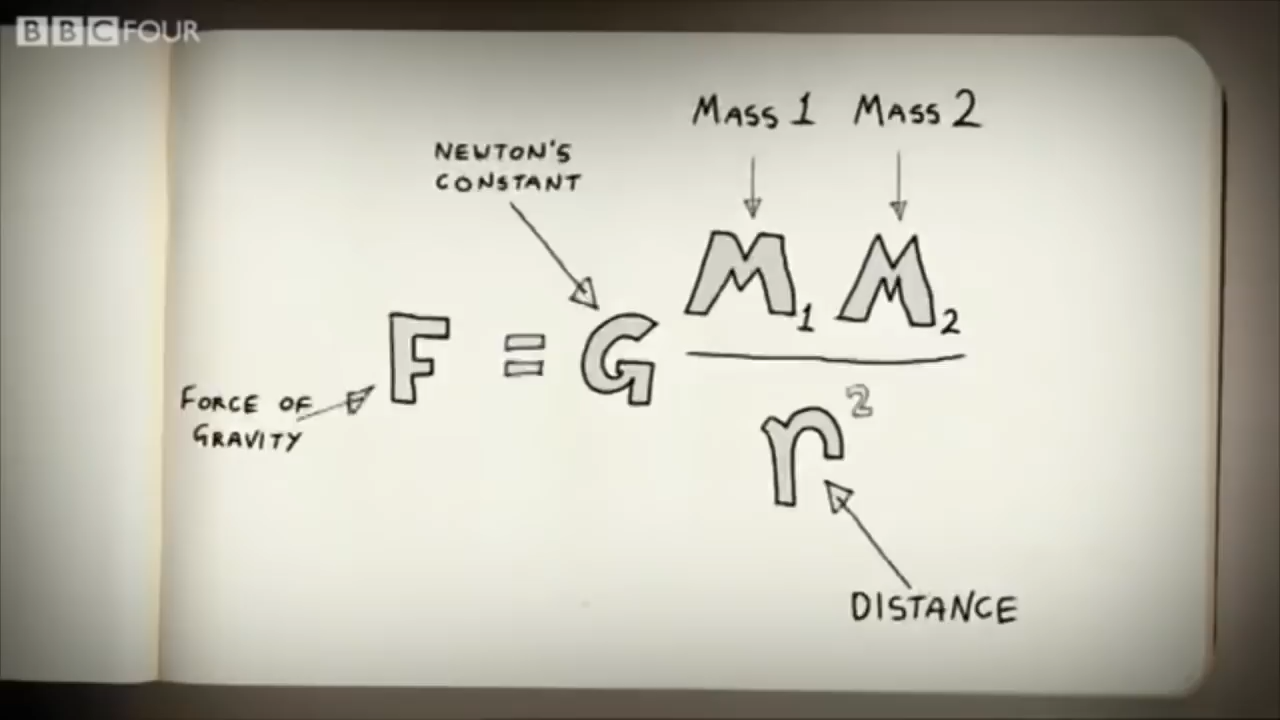 BBC FOUR
MASS 1 MASS 2
NEWTON'S
CONSTANT
F = G M₁ M₂ / r²
FORCE OF
GRAVITY
DISTANCE